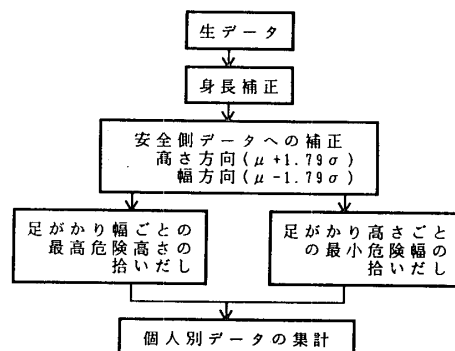 生データ
身長補正
安全側データへの補正
高さ方向(μ+1.79σ)
幅方向(μ-1.79σ)
足がかり幅ごとの
最高危険高さの
拾いだし
足がかり高さごと
の最小危険幅の
拾いだし
個人別データの集計